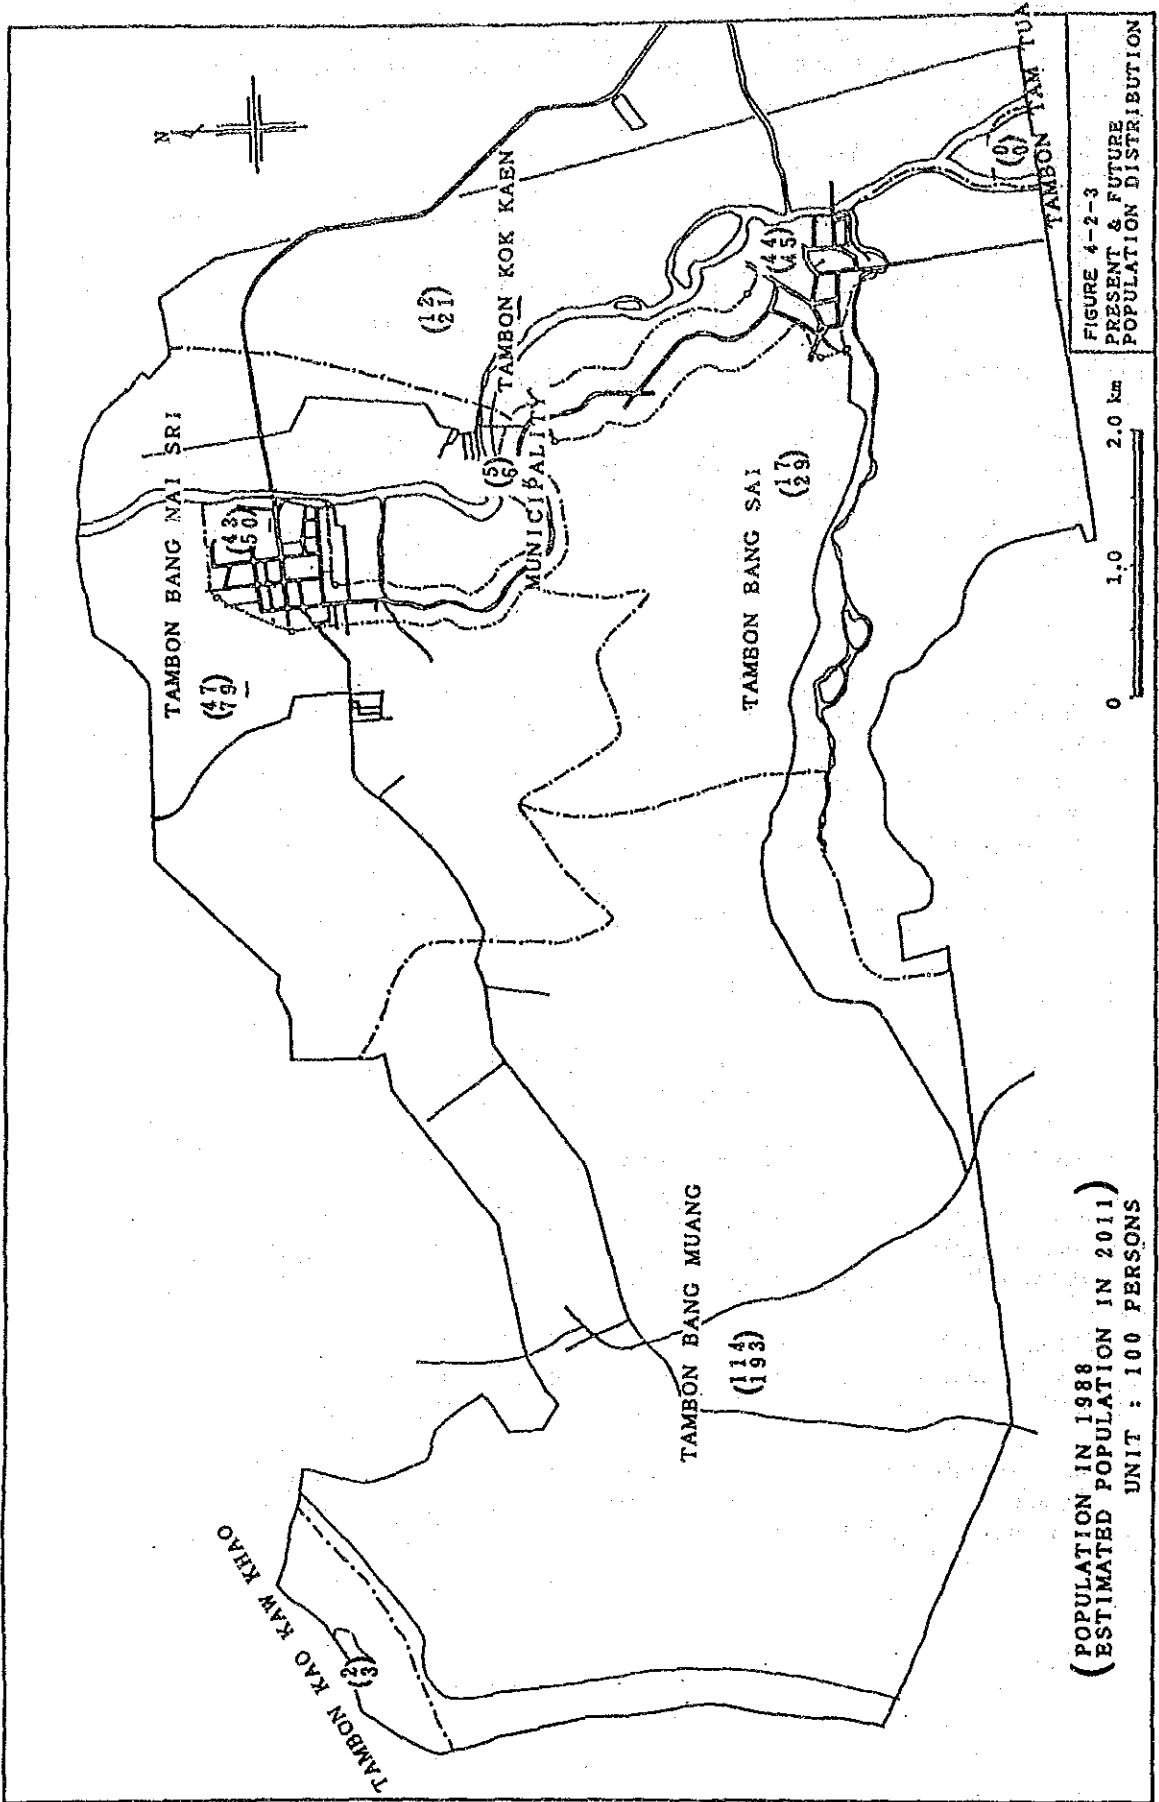 N
TAMBON BANG NAI SRI
(47
79)
(43
50)
TAMBON KOK KAEN
(12
21)
(5
6)
MUNICIPALITY
(44
45)
TAMBON BANG SAI
(17
29)
TAMBON TAM TUA
(0
0)
TAMBON BANG MUANG
(114
193)
TAMBON KAO KAW KHAO
(2
3)
(POPULATION IN 1988
ESTIMATED POPULATION IN 2011)
UNIT : 100 PERSONS
0 1.0 2.0 km
FIGURE 4-2-3
PRESENT & FUTURE
POPULATION DISTRIBUTION